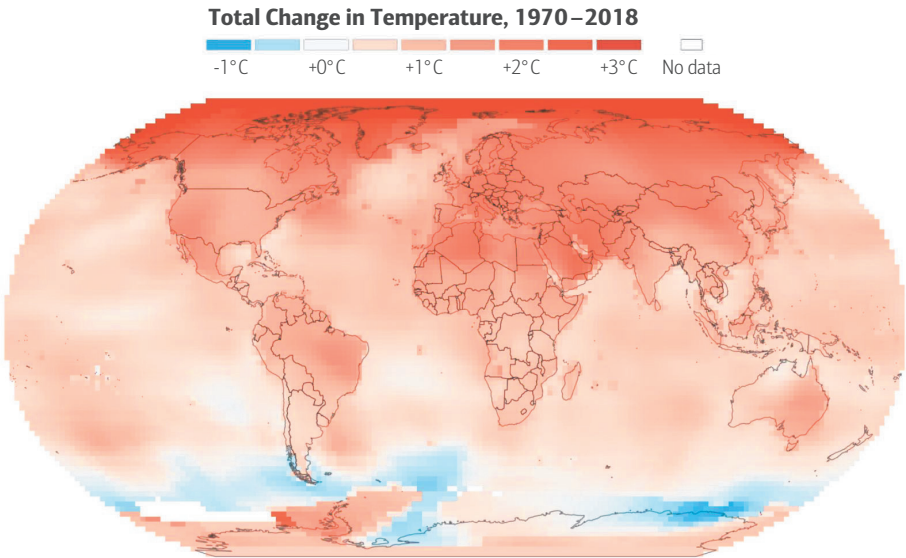 Total Change in Temperature, 1970–2018
-1°C +0°C +1°C +2°C +3°C No data